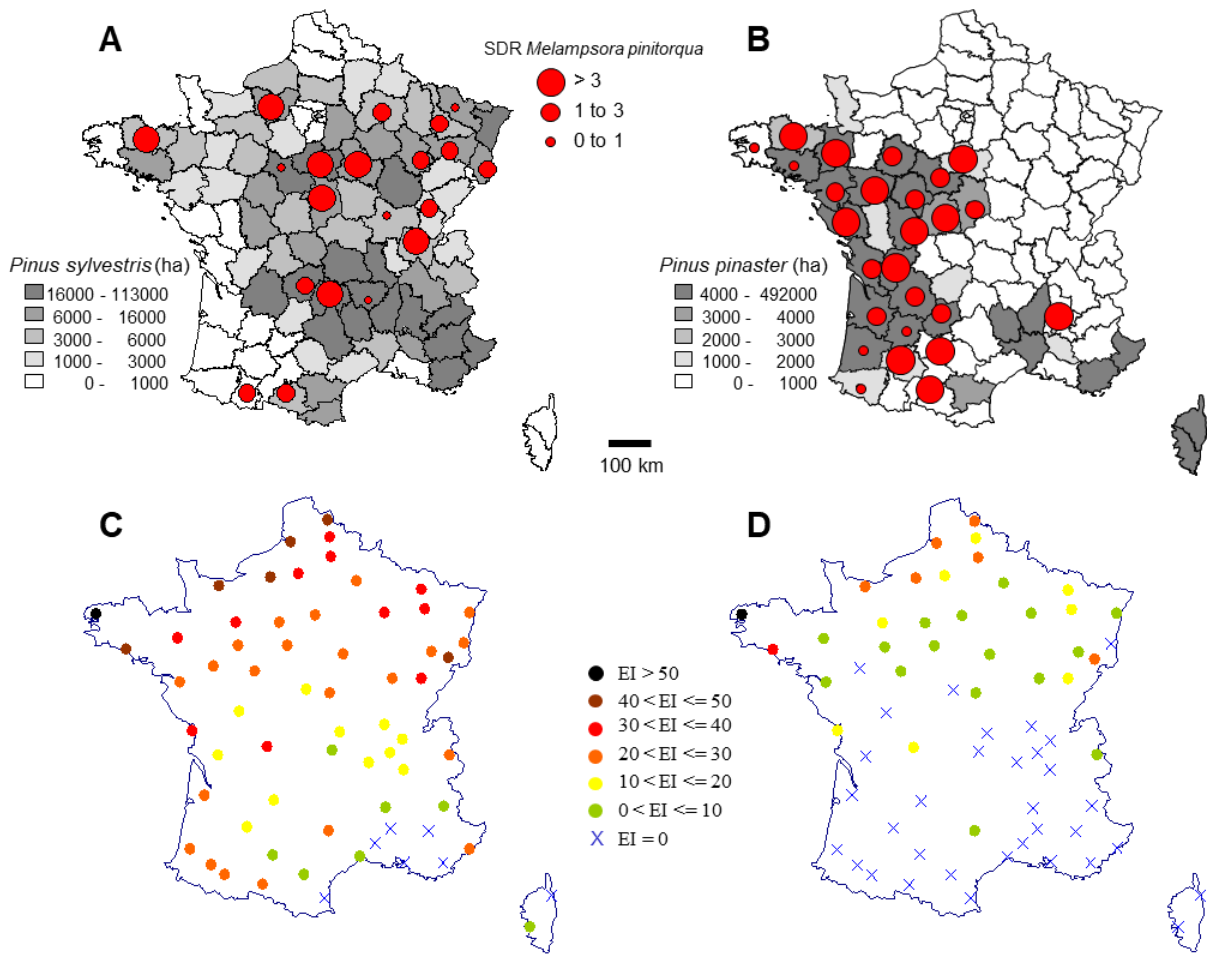 A
SDR Melampsora pinitorqua
> 3
1 to 3
0 to 1
B
Pinus sylvestris (ha)
16000 - 113000
6000 - 16000
3000 - 6000
1000 - 3000
0 - 1000
Pinus pinaster (ha)
4000 - 492000
3000 - 4000
2000 - 3000
1000 - 2000
0 - 1000
100 km
C
D
EI > 50
40 < EI <= 50
30 < EI <= 40
20 < EI <= 30
10 < EI <= 20
0 < EI <= 10
EI = 0